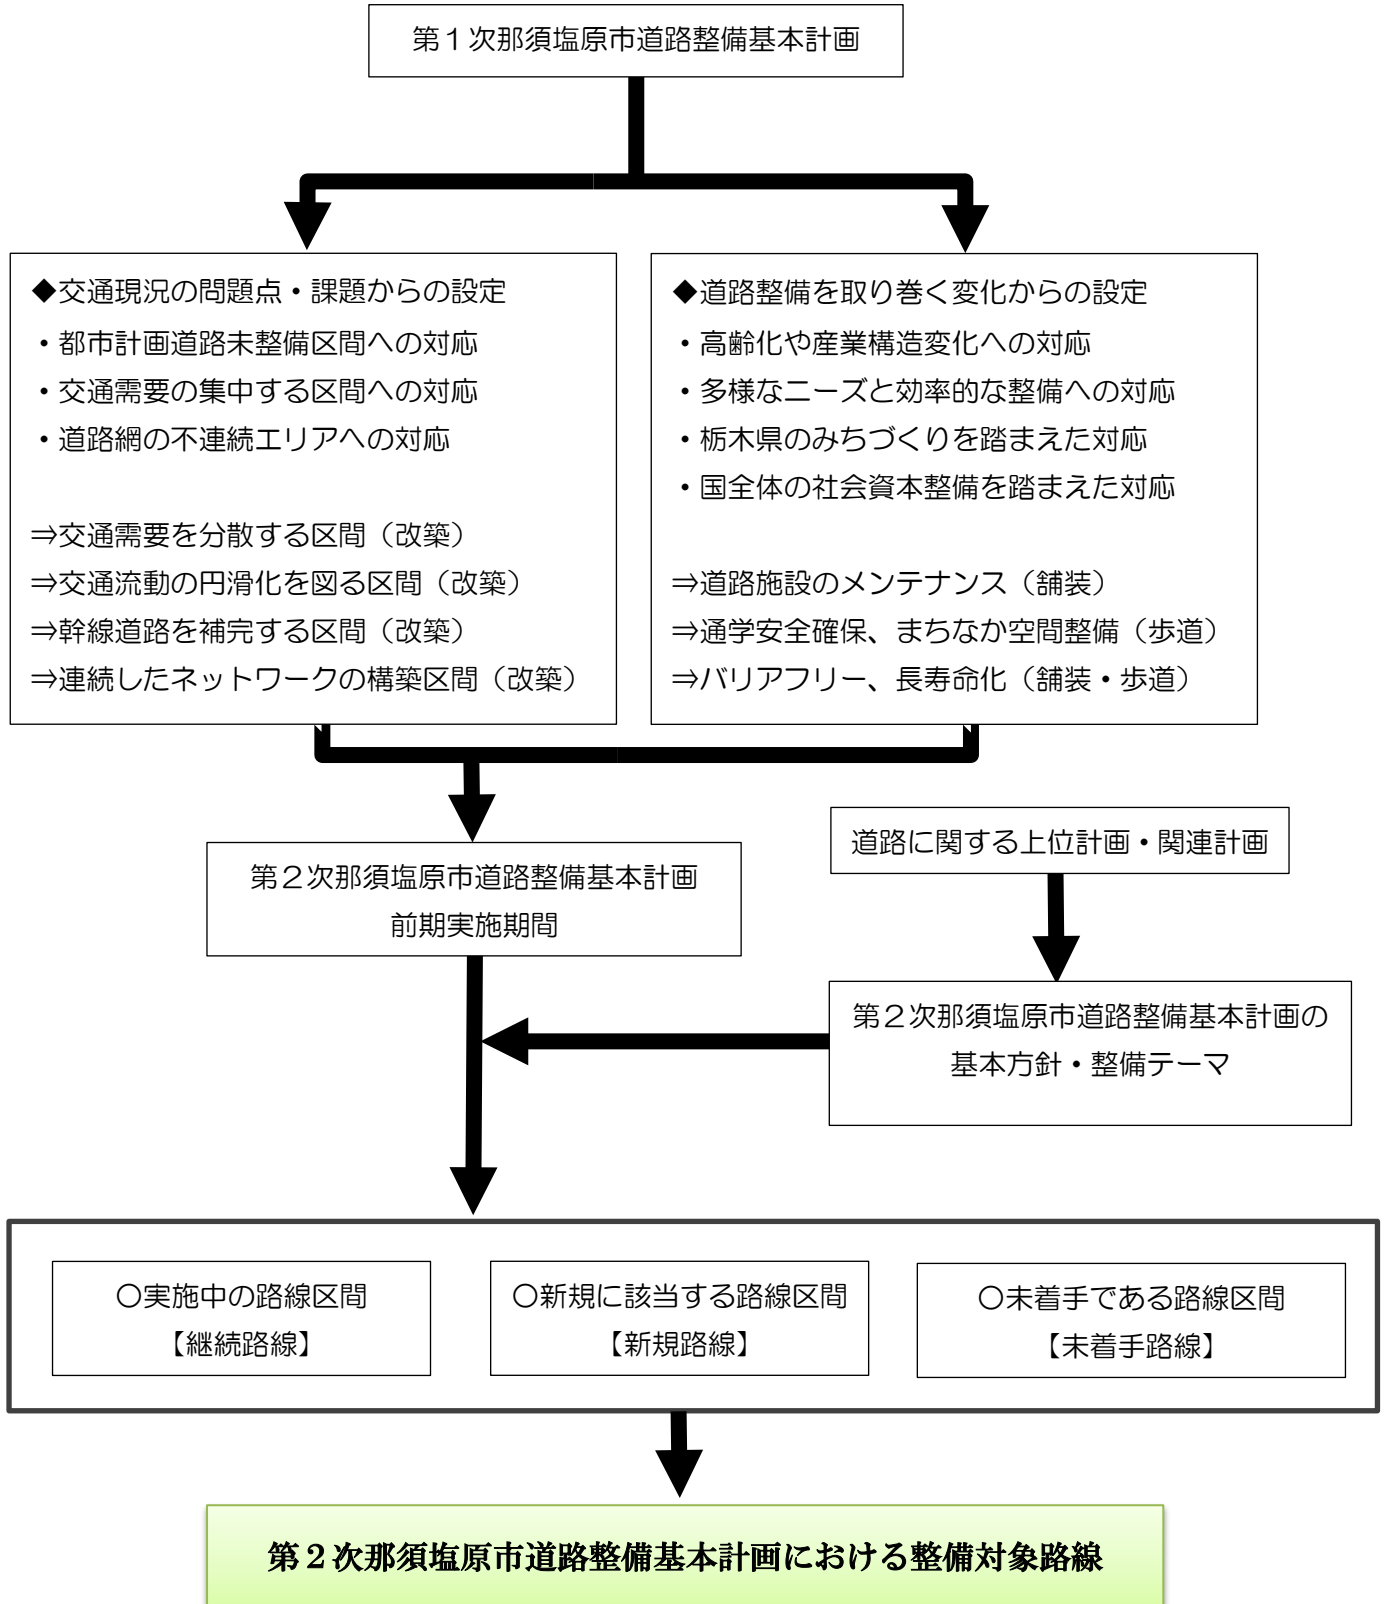 第１次那須塩原市道路整備基本計画
◆交通現況の問題点・課題からの設定
・都市計画道路未整備区間への対応
・交通需要の集中する区間への対応
・道路網の不連続エリアへの対応
⇒交通需要を分散する区間（改築）
⇒交通流動の円滑化を図る区間（改築）
⇒幹線道路を補完する区間（改築）
⇒連続したネットワークの構築区間（改築）
◆道路整備を取り巻く変化からの設定
・高齢化や産業構造変化への対応
・多様なニーズと効率的な整備への対応
・栃木県のみちづくりを踏まえた対応
・国全体の社会資本整備を踏まえた対応
⇒道路施設のメンテナンス（舗装）
⇒通学安全確保、まちなか空間整備（歩道）
⇒バリアフリー、長寿命化（舗装・歩道）
第２次那須塩原市道路整備基本計画
前期実施期間
道路に関する上位計画・関連計画
第２次那須塩原市道路整備基本計画の
基本方針・整備テーマ
〇実施中の路線区間
【継続路線】
〇新規に該当する路線区間
【新規路線】
〇未着手である路線区間
【未着手路線】
第２次那須塩原市道路整備基本計画における整備対象路線